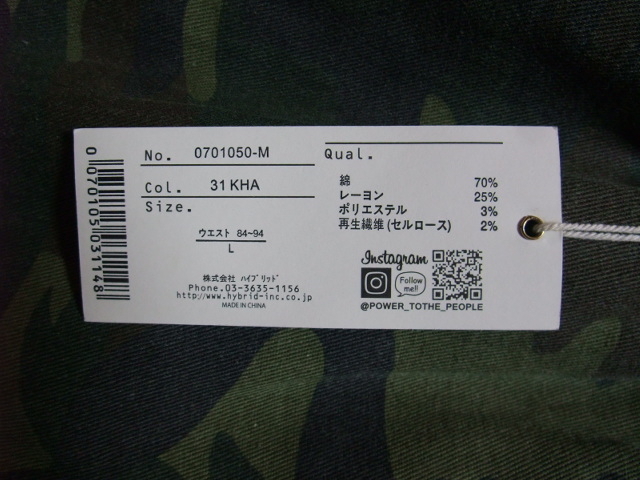 No. 0701050-M
Col. 31 KHA
Size.
ウエスト 84~94
L
株式会社 ハイブリッド
Phone.03-3635-1156
http://www.hybrid-inc.co.jp
MADE IN CHINA
Qual.
綿 70%
レーヨン 25%
ポリエステル 3%
再生繊維(セルロース) 2%
Instagram
Follow
me!!
@POWER_TOTHE_PEOPLE
0070105031148